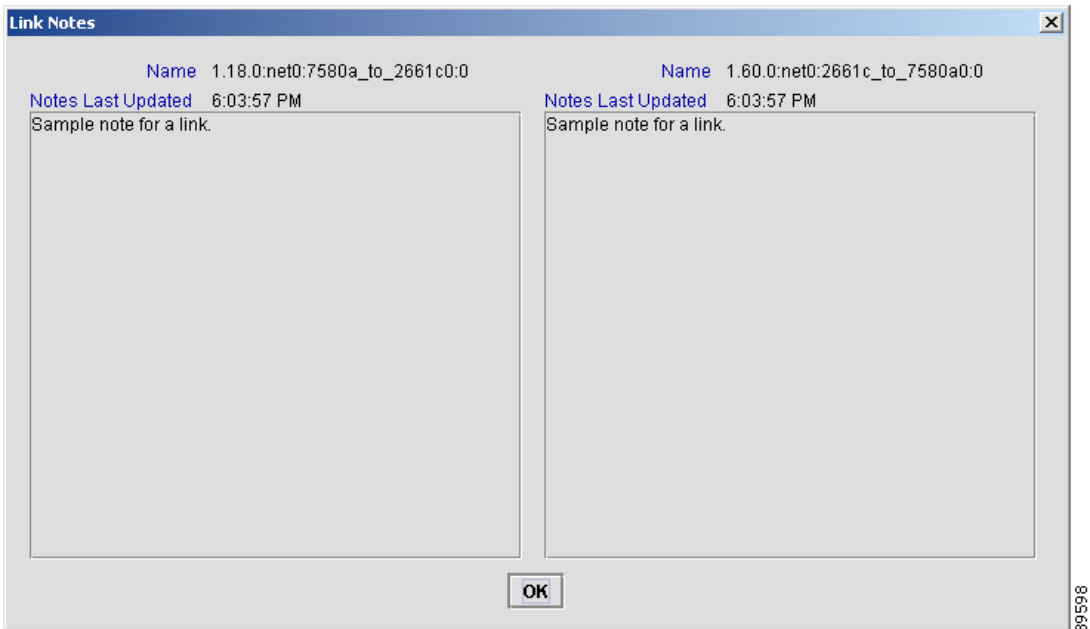 Link Notes
Name 1.18.0:net0:7580a_to_2661c0:0
Notes Last Updated 6:03:57 PM
Sample note for a link.
Name 1.60.0:net0:2661c_to_7580a0:0
Notes Last Updated 6:03:57 PM
Sample note for a link.
OK